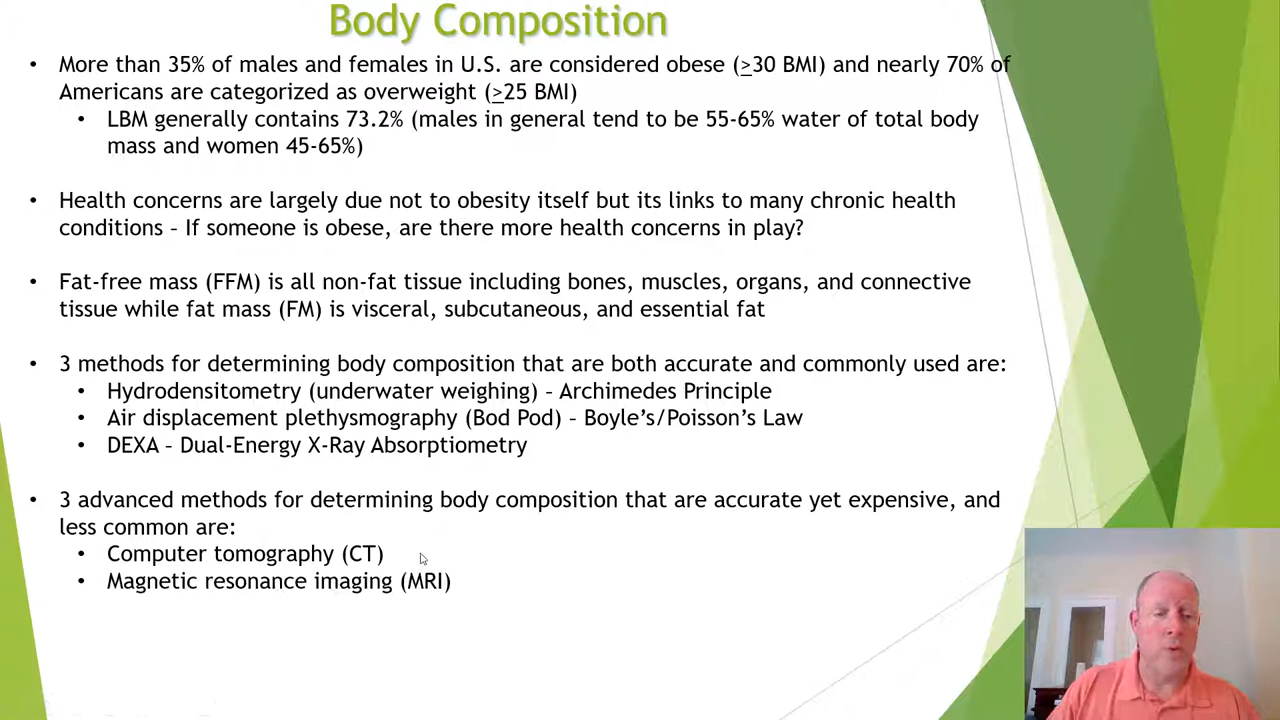 Body Composition
• More than 35% of males and females in U.S. are considered obese (≥30 BMI) and nearly 70% of
Americans are categorized as overweight (≥25 BMI)
• LBM generally contains 73.2% (males in general tend to be 55-65% water of total body
mass and women 45-65%)
• Health concerns are largely due not to obesity itself but its links to many chronic health
conditions – If someone is obese, are there more health concerns in play?
• Fat-free mass (FFM) is all non-fat tissue including bones, muscles, organs, and connective
tissue while fat mass (FM) is visceral, subcutaneous, and essential fat
• 3 methods for determining body composition that are both accurate and commonly used are:
• Hydrodensitometry (underwater weighing) – Archimedes Principle
• Air displacement plethysmography (Bod Pod) – Boyle’s/Poisson’s Law
• DEXA – Dual-Energy X-Ray Absorptiometry
• 3 advanced methods for determining body composition that are accurate yet expensive, and
less common are:
• Computer tomography (CT)
• Magnetic resonance imaging (MRI)